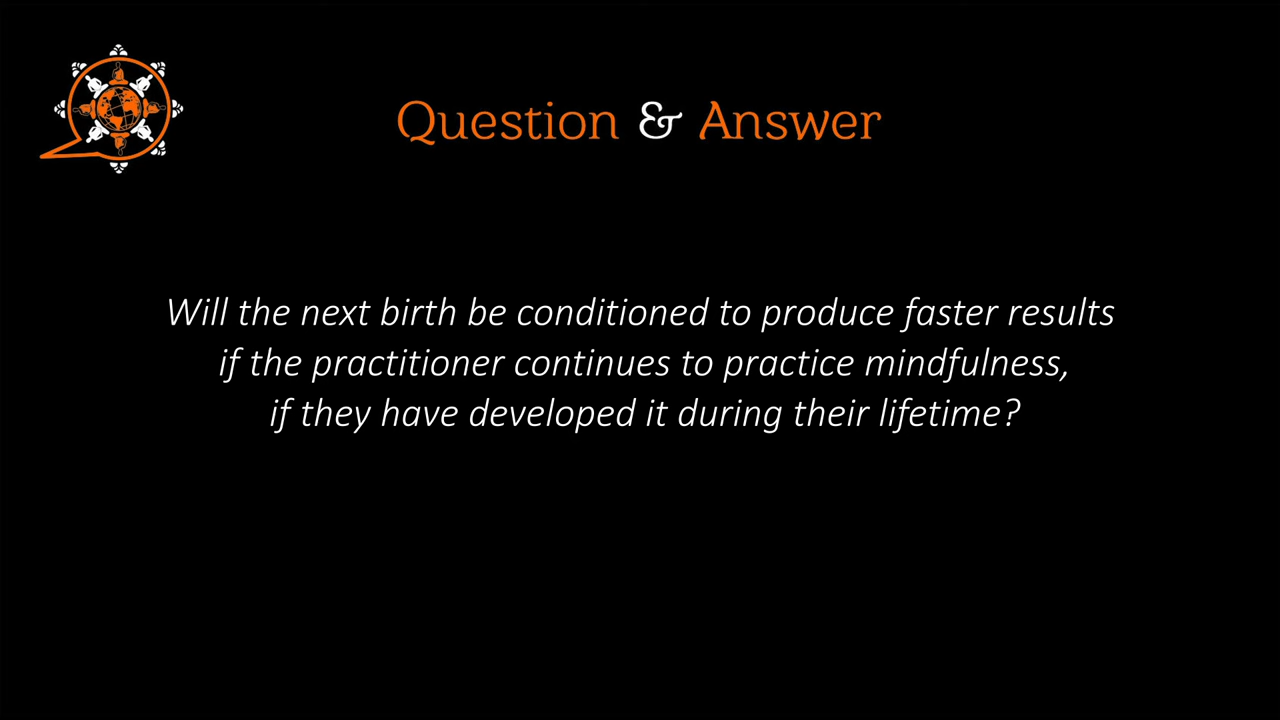 Question & Answer
Will the next birth be conditioned to produce faster results
if the practitioner continues to practice mindfulness,
if they have developed it during their lifetime?